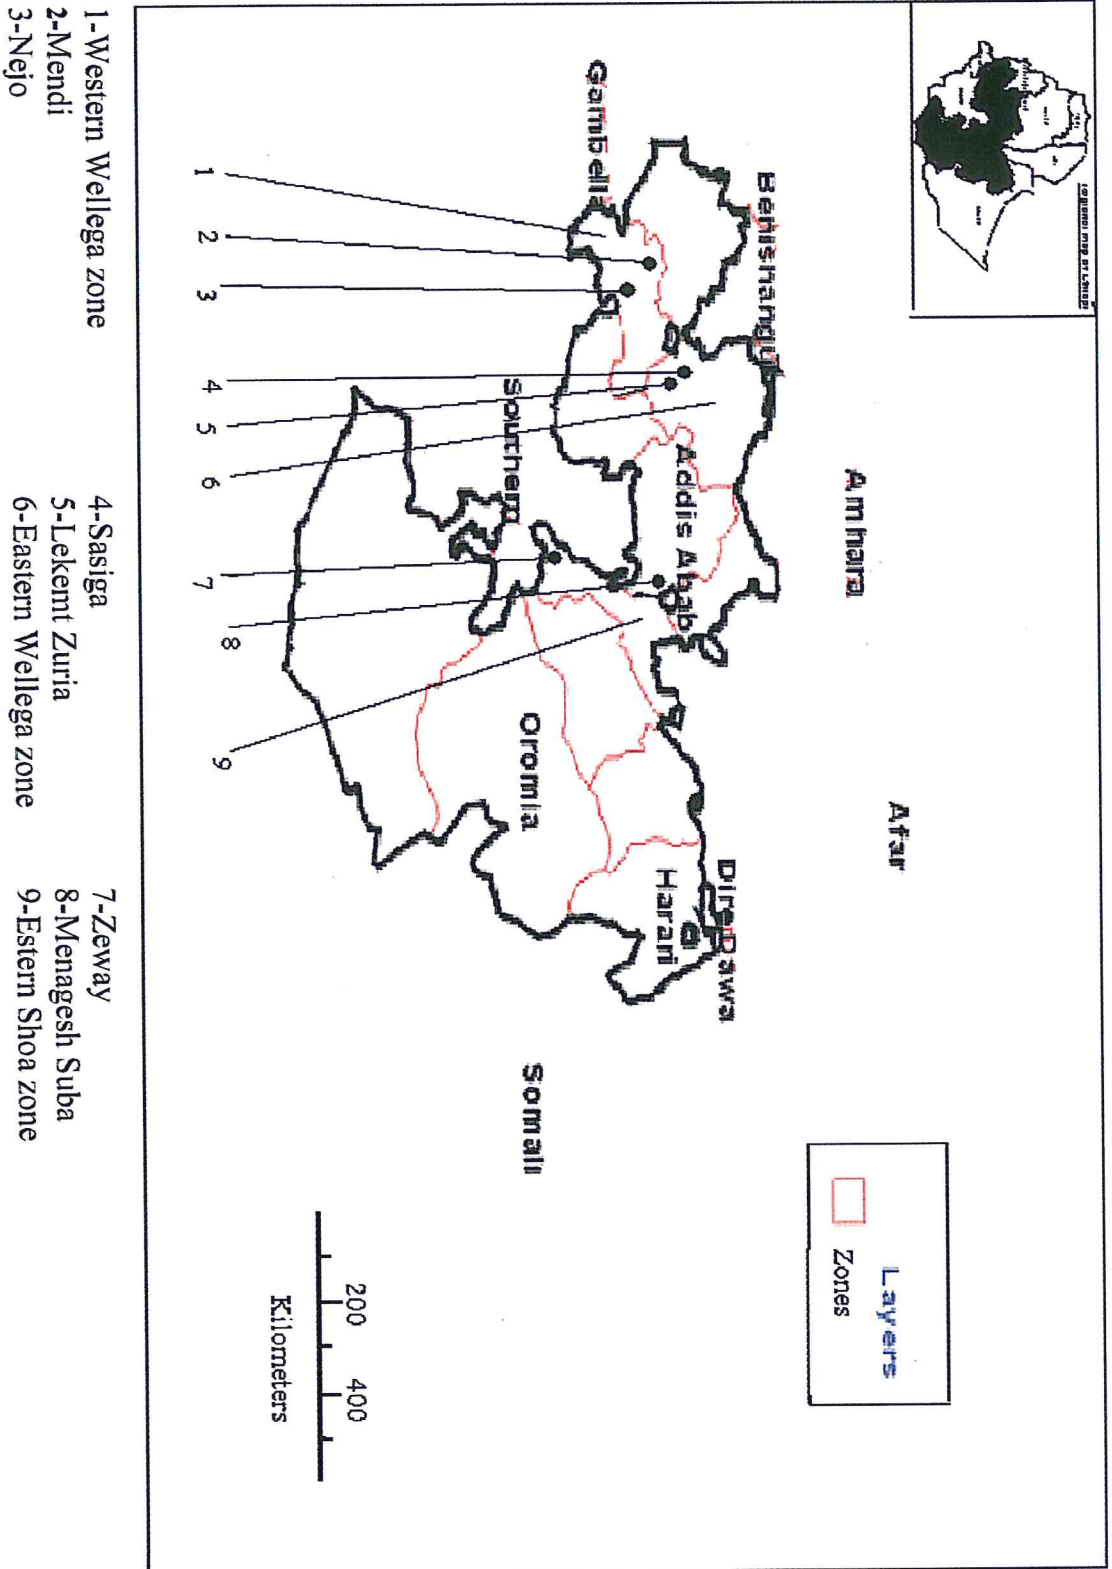 Amhara
Afar
Benishangul
Gambella
Addis Abab
Dire Dawa
Harari
Southern
Oromia
Somali
Layers
Zones
200 400
Kilometers
1
2
3
4
5
6
7
8
9
1-Western Wellega zone
2-Mendi
3-Nejo
4-Sasiga
5-Lekemt Zuria
6-Eastern Wellega zone
7-Zeway
8-Menagesh Suba
9-Estern Shoa zone